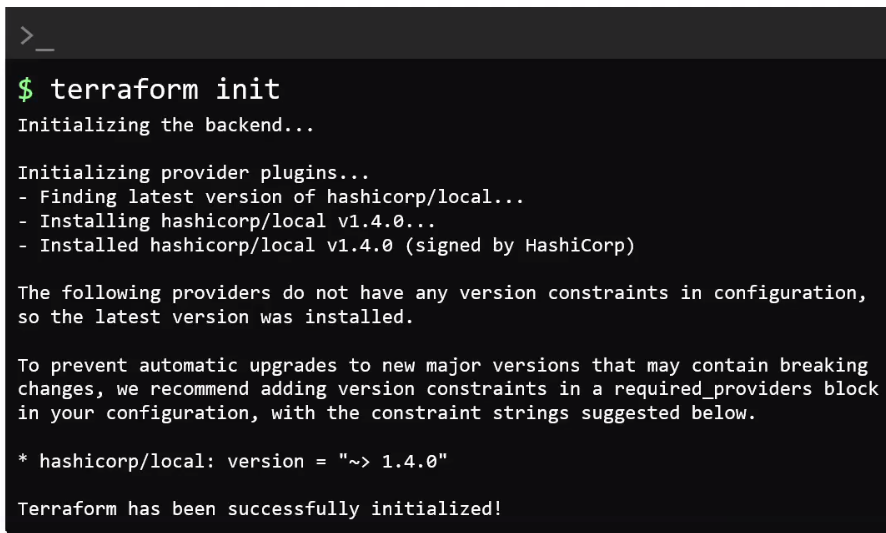 >_
$ terraform init
Initializing the backend...
Initializing provider plugins...
- Finding latest version of hashicorp/local...
- Installing hashicorp/local v1.4.0...
- Installed hashicorp/local v1.4.0 (signed by HashiCorp)
The following providers do not have any version constraints in configuration,
so the latest version was installed.
To prevent automatic upgrades to new major versions that may contain breaking
changes, we recommend adding version constraints in a required_providers block
in your configuration, with the constraint strings suggested below.
* hashicorp/local: version = "~> 1.4.0"
Terraform has been successfully initialized!